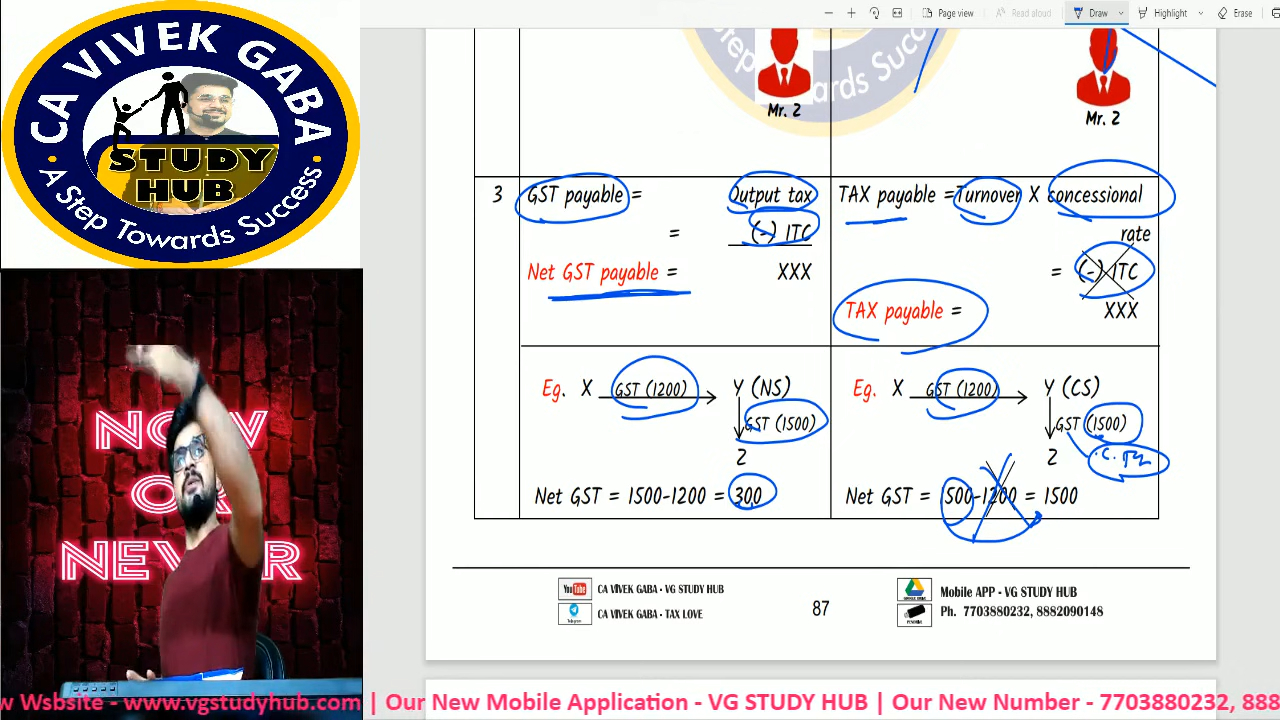 CA VIVEK GABA
STUDY
HUB
• A Step Towards Success •
Page view
Read aloud
Draw
Highlight
Erase
Step Towards Success
Mr. Z
Mr. Z
3
GST payable = Output tax
= (-) ITC
Net GST payable = XXX
TAX payable = Turnover X concessional
rate
= (-) ITC
TAX payable = XXX
Eg. X GST (1200) Y (NS)
GST (1500)
Z
Net GST = 1500-1200 = 300
Eg. X GST (1200) Y (CS)
GST (1500)
Z
Net GST = 1500-1200 = 1500
NOW
OR
NEVER
YouTube CA VIVEK GABA - VG STUDY HUB
Telegram CA VIVEK GABA - TAX LOVE
87
Mobile APP - VG STUDY HUB
Ph. 7703880232, 8882090148
w Wsbsite - www.vgstudyhub.com | Our New Mobile Application - VG STUDY HUB | Our New Number - 7703880232, 888